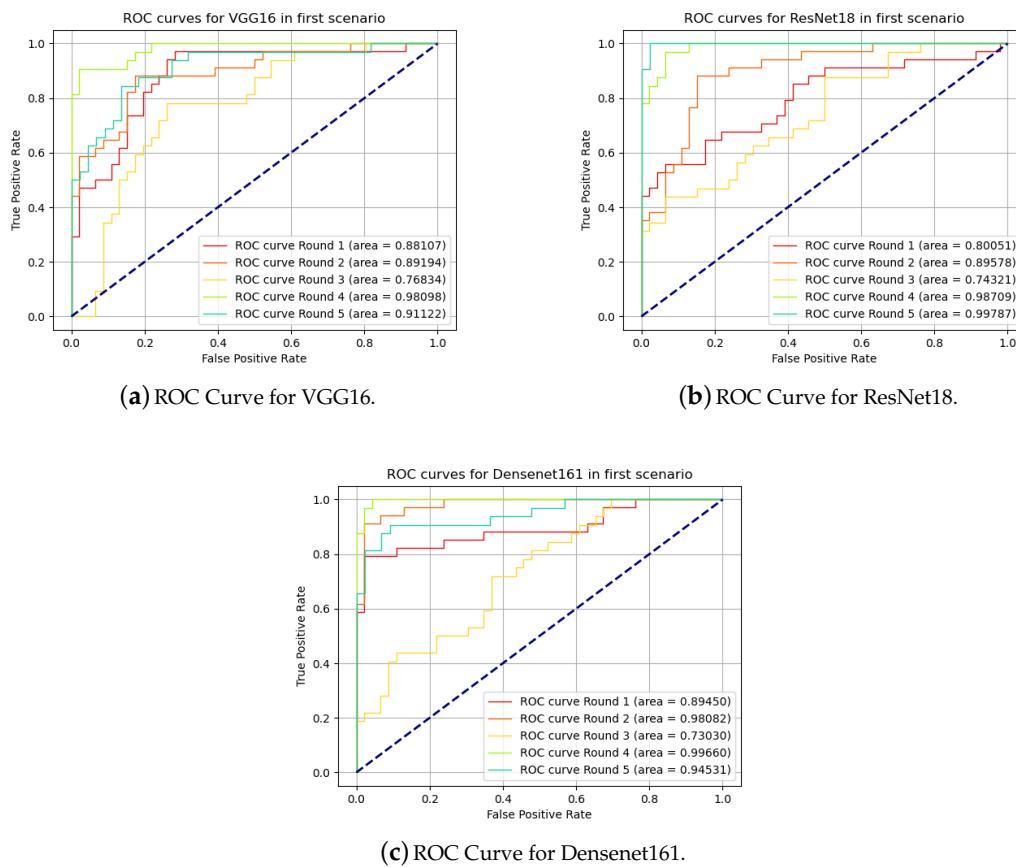 ROC curves for VGG16 in first scenario
1.0
0.8
0.6
0.4
0.2
0.0
True Positive Rate
ROC curve Round 1 (area = 0.88107)
ROC curve Round 2 (area = 0.89194)
ROC curve Round 3 (area = 0.76834)
ROC curve Round 4 (area = 0.98098)
ROC curve Round 5 (area = 0.91122)
0.0 0.2 0.4 0.6 0.8 1.0
False Positive Rate
(a) ROC Curve for VGG16.
ROC curves for ResNet18 in first scenario
1.0
0.8
0.6
0.4
0.2
0.0
True Positive Rate
ROC curve Round 1 (area = 0.80051)
ROC curve Round 2 (area = 0.89578)
ROC curve Round 3 (area = 0.74321)
ROC curve Round 4 (area = 0.98709)
ROC curve Round 5 (area = 0.99787)
0.0 0.2 0.4 0.6 0.8 1.0
False Positive Rate
(b) ROC Curve for ResNet18.
ROC curves for Densenet161 in first scenario
1.0
0.8
0.6
0.4
0.2
0.0
True Positive Rate
ROC curve Round 1 (area = 0.89450)
ROC curve Round 2 (area = 0.98082)
ROC curve Round 3 (area = 0.73030)
ROC curve Round 4 (area = 0.99660)
ROC curve Round 5 (area = 0.94531)
0.0 0.2 0.4 0.6 0.8 1.0
False Positive Rate
(c) ROC Curve for Densenet161.